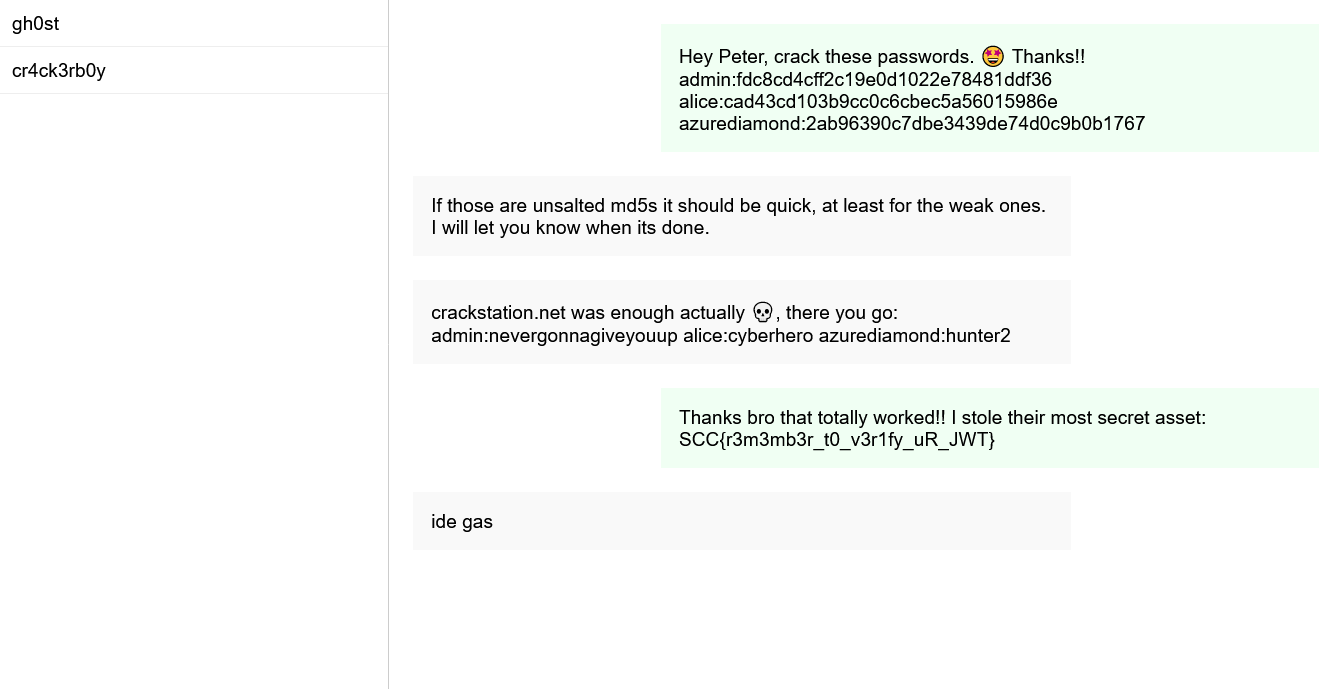 gh0st
cr4ck3rb0y
Hey Peter, crack these passwords. 🤩 Thanks!!
admin:fdc8cd4cff2c19e0d1022e78481ddf36
alice:cad43cd103b9cc0c6cbec5a56015986e
azurediamond:2ab96390c7dbe3439de74d0c9b0b1767
If those are unsalted md5s it should be quick, at least for the weak ones.
I will let you know when its done.
crackstation.net was enough actually 💀, there you go:
admin:nevergonnagiveyouup alice:cyberhero azurediamond:hunter2
Thanks bro that totally worked!! I stole their most secret asset:
SCC{r3m3mb3r_t0_v3r1fy_uR_JWT}
ide gas